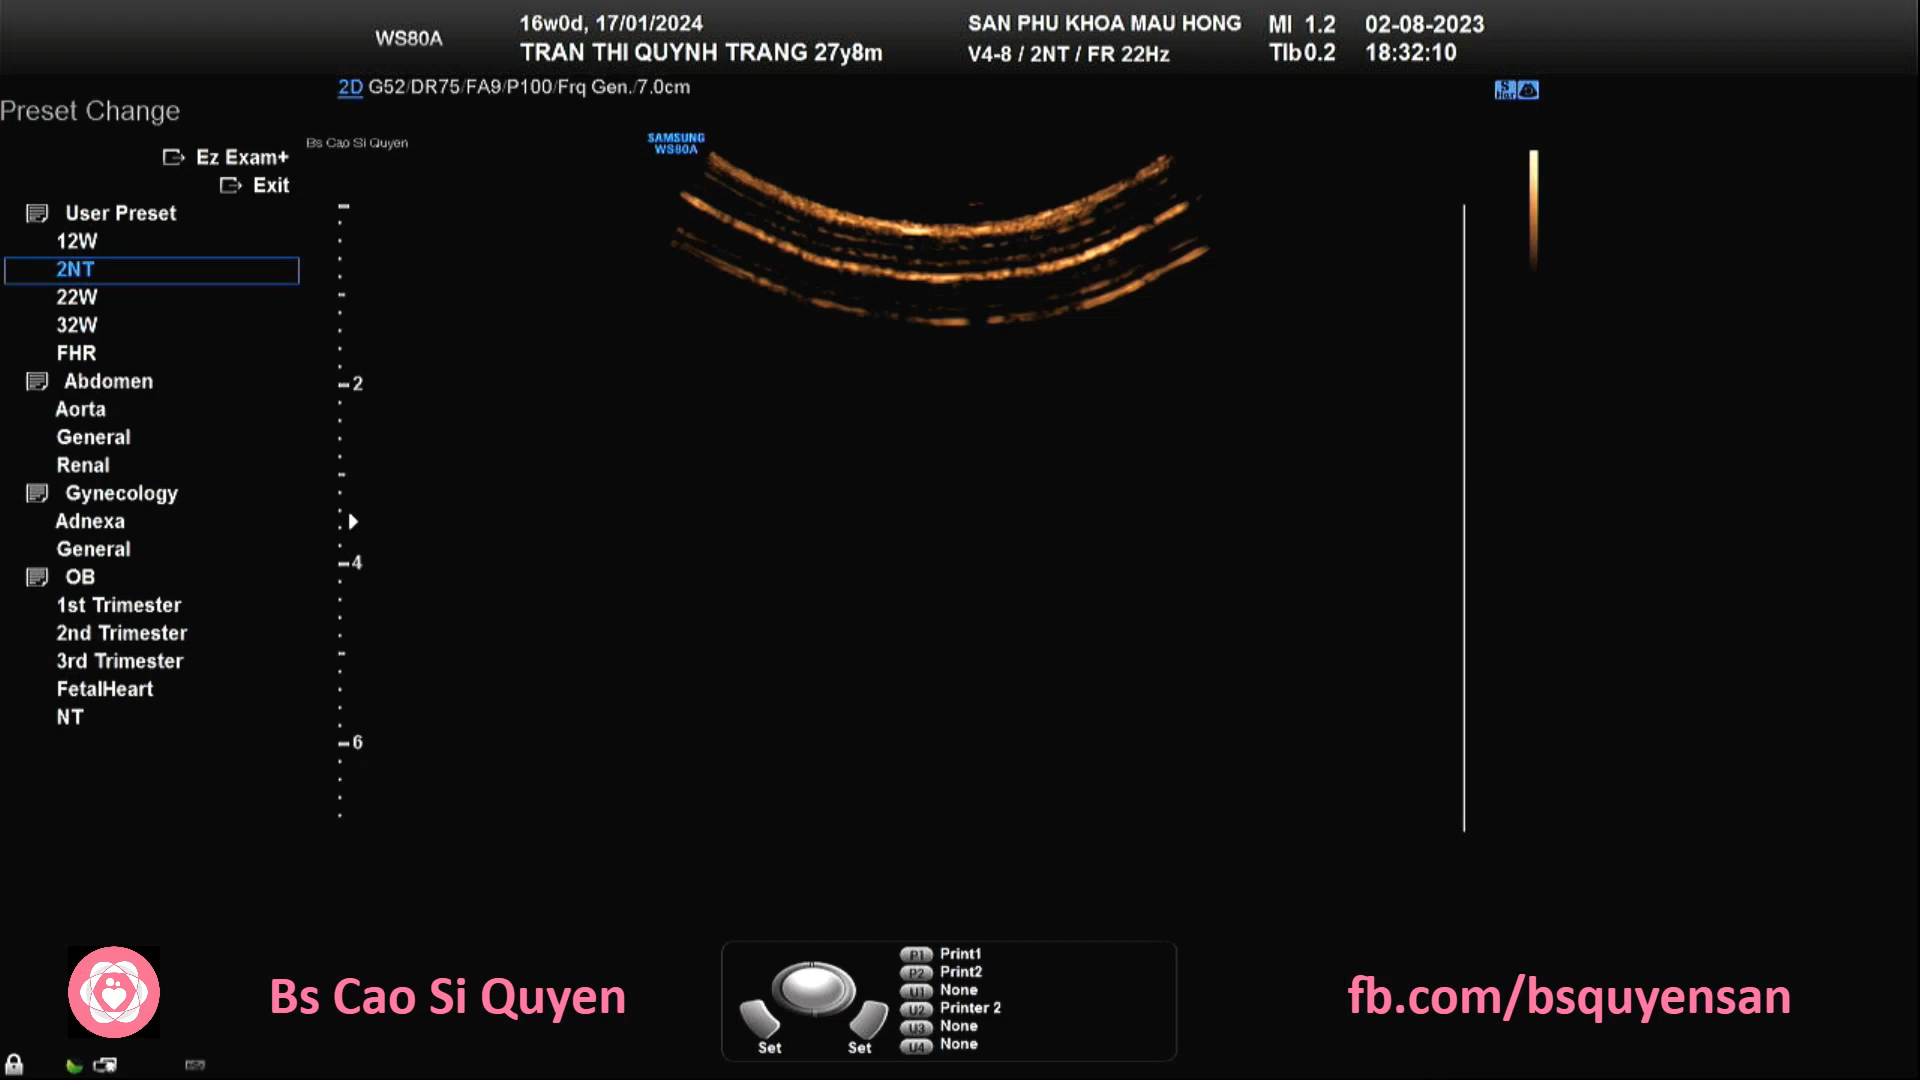 WS80A
16w0d, 17/01/2024
TRAN THI QUYNH TRANG 27y8m
SAN PHU KHOA MAU HONG
V4-8 / 2NT / FR 22Hz
MI 1.2
TIb0.2
02-08-2023
18:32:10
2D G52/DR75/FA9/P100/Frq Gen./7.0cm
Preset Change
Bs Cao Si Quyen
SAMSUNG
WS80A
Ez Exam+
Exit
User Preset
12W
2NT
22W
32W
FHR
Abdomen
Aorta
General
Renal
Gynecology
Adnexa
General
OB
1st Trimester
2nd Trimester
3rd Trimester
FetalHeart
NT
2
4
6
P1 Print1
P2 Print2
U1 None
U2 Printer 2
U3 None
U4 None
Set
Set
Bs Cao Si Quyen
fb.com/bsquyensan